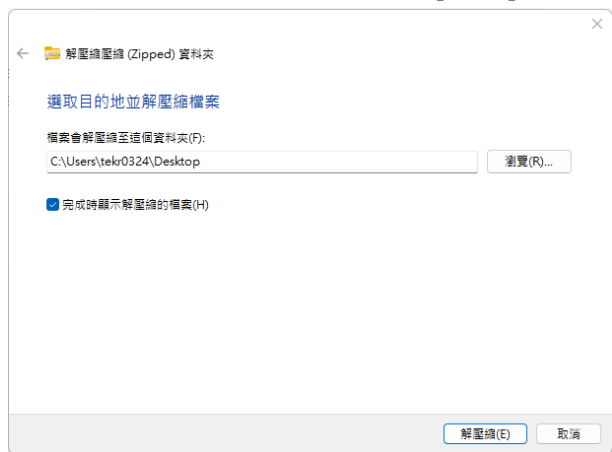 解壓縮壓縮 (Zipped) 資料夾
選取目的地並解壓縮檔案
檔案會解壓縮至這個資料夾(F):
C:\Users\tekr0324\Desktop
瀏覽(R)...
完成時顯示解壓縮的檔案(H)
解壓縮(E)
取消